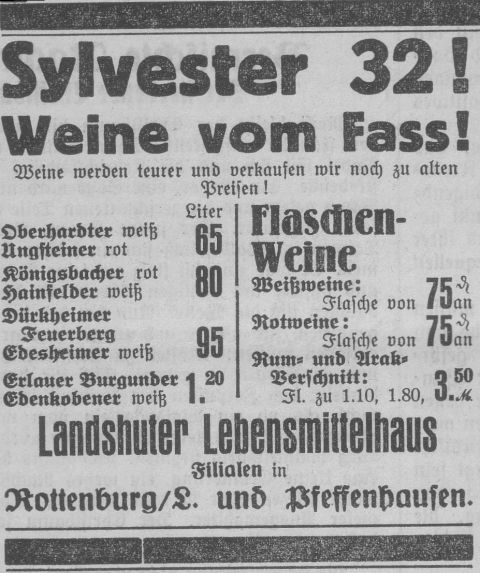 Sylvester 32!
Weine vom Fass!
Weine werden teurer und verkaufen wir noch zu alten
Preisen!
Liter
Oberhardter weiß
Ungsteiner rot
65
Königsbacher rot
Hainfelder weiß
80
Dürkheimer
Feuerberg
Edesheimer weiß
95
Erlauer Burgunder
Edenkobener weiß
1.20
Flaschen-
Weine
Weißweine:
Flasche von 75 ₰ an
Rotweine:
Flasche von 75 ₰ an
Rum- und Arak-
Verschnitt:
Fl. zu 1.10, 1.80, 3.50 ℳ.
Landshuter Lebensmittelhaus
Filialen in
Rottenburg/L. und Pfeffenhausen.